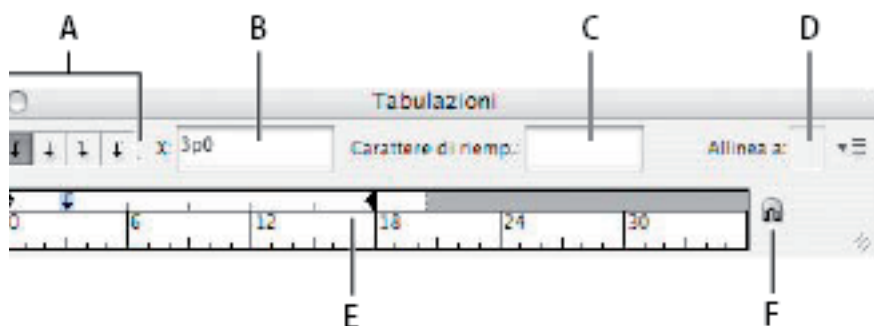 A B C D
Tabulazioni
X: 3p0 Carattere di riemp.: Allinea a:
0 6 12 18 24 30
E F